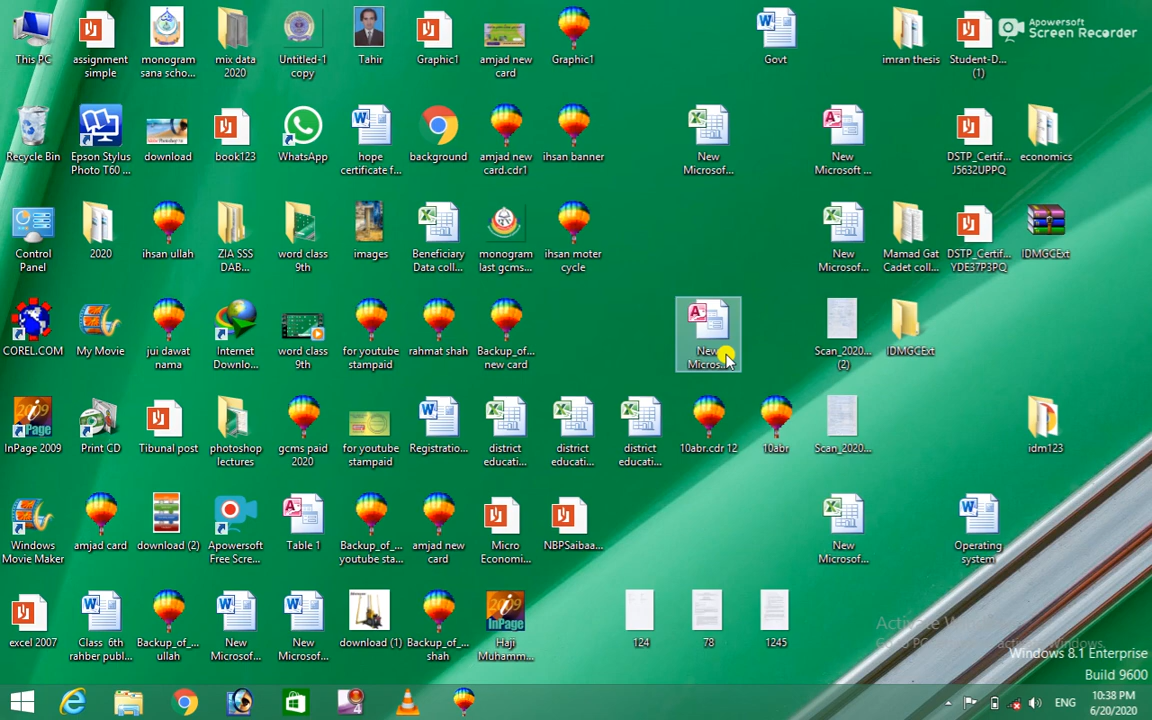 This PC
assignment simple
monogram sana scho...
mix data 2020
Untitled-1 copy
Tahir
Graphic1
amjad new card
Graphic1
Govt
imran thesis
Student-D... (1)
Apowersoft
Screen Recorder
Recycle Bin
Epson Stylus Photo T60 ...
download
book123
WhatsApp
hope certificate f...
background
amjad new card.cdr1
ihsan banner
New Microsof...
New Microsoft ...
DSTP_Certif... J5632UPPQ
economics
Control Panel
2020
ihsan ullah
ZIA SSS DAB...
word class 9th
images
Beneficiary Data coll...
monogram last gcms...
ihsan moter cycle
New Microsof...
Mamad Gat Cadet coll...
DSTP_Certif... YDE37P3PQ
IDMGCExt
COREL.COM
My Movie
jui dawat nama
Internet Downlo...
word class 9th
for youtube stampaid
rahmat shah
Backup_of_... new card
New Micros...
Scan_2020... (2)
IDMGCExt
InPage 2009
Print CD
Tibunal post
photoshop lectures
gcms paid 2020
for youtube stampaid
Registratio...
district educati...
district educati...
district educati...
10abr.cdr 12
10abr
Scan_2020...
idm123
Windows Movie Maker
amjad card
download (2)
Apowersoft Free Scre...
Table 1
Backup_of_... youtube sta...
amjad new card
Micro Economi...
NBPSaibaa...
New Microsof...
Operating system
excel 2007
Class 6th rahber publ...
Backup_of_... ullah
New Microsof...
New Microsof...
download (1)
Backup_of_... shah
Haji Muhamm...
124
78
1245
Windows 8.1 Enterprise
Build 9600
ENG
10:38 PM
6/20/2020